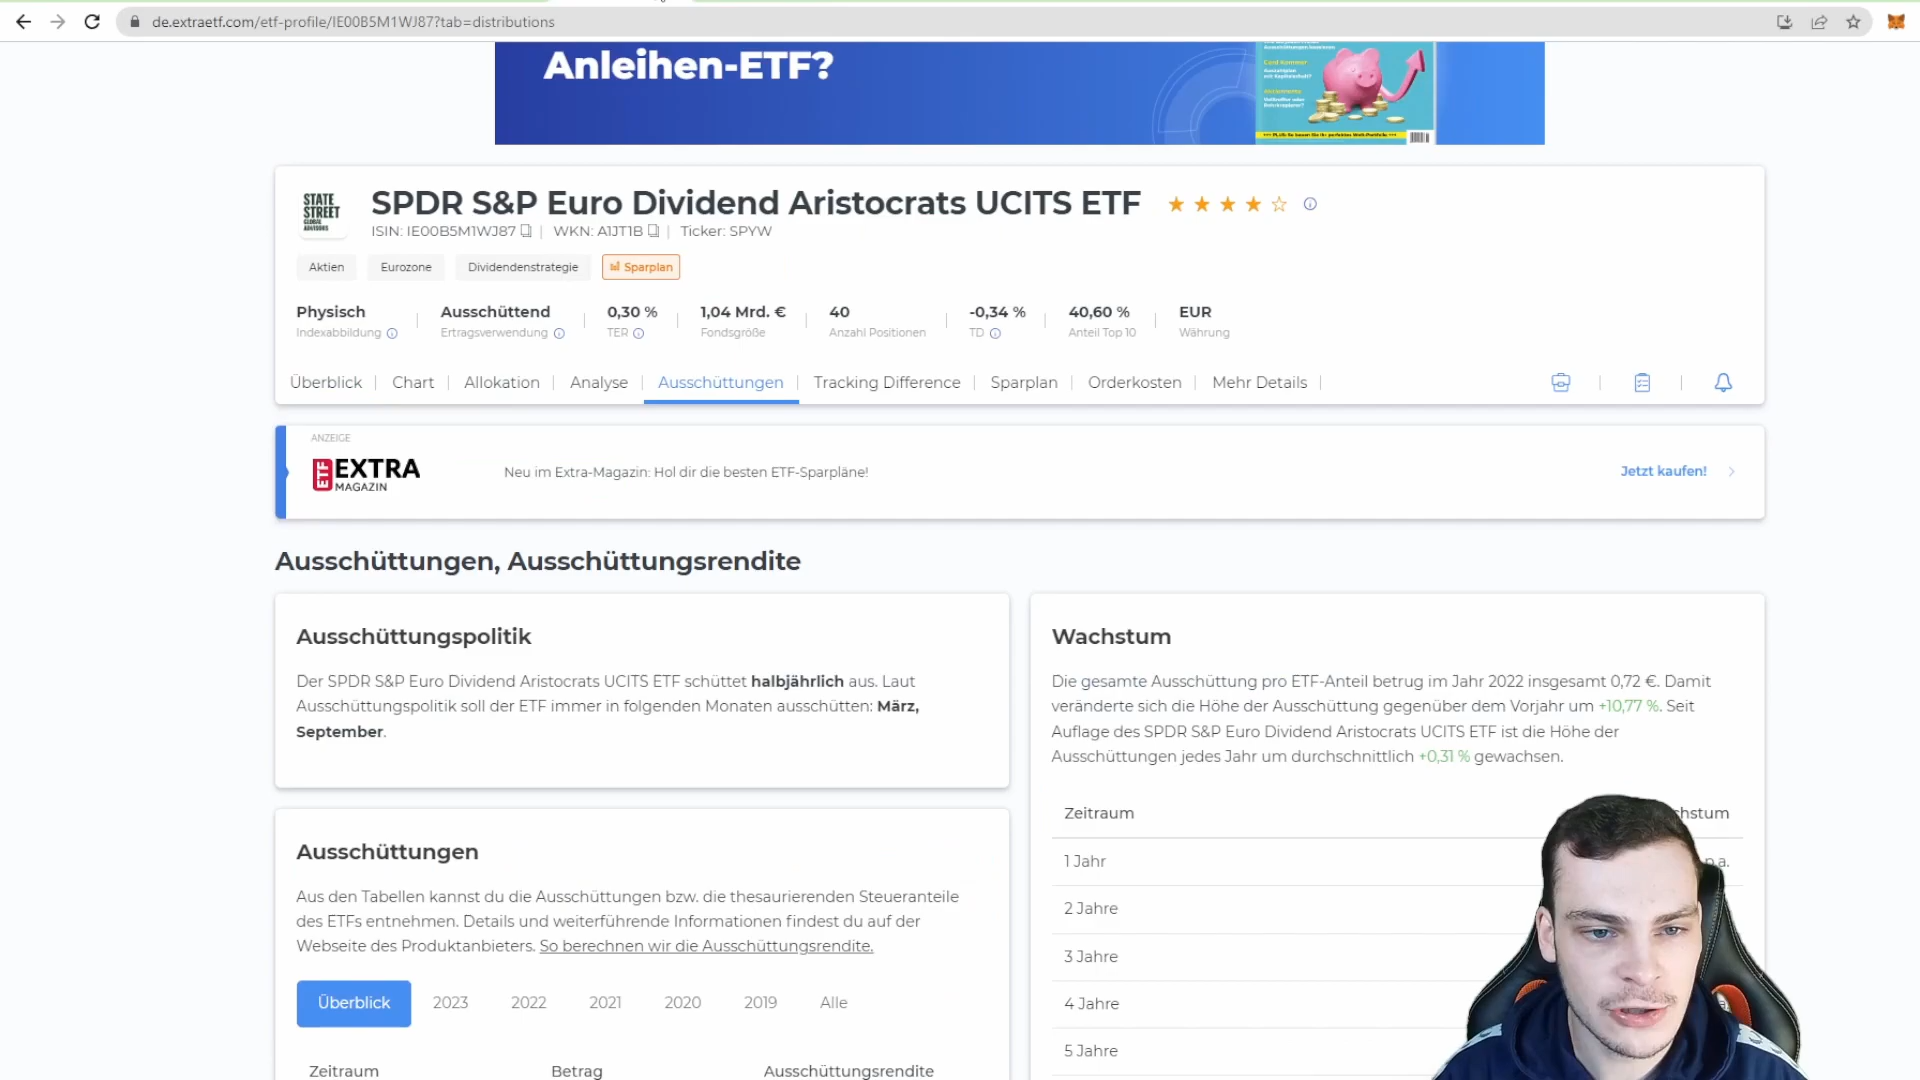 de.extraetf.com/etf-profile/IE00B5M1WJ87?tab=distributions
Anleihen-ETF?
STATE
STREET
GLOBAL
ADVISORS
SPDR S&P Euro Dividend Aristocrats UCITS ETF
ISIN: IE00B5M1WJ87 | WKN: A1JT1B | Ticker: SPYW
Aktien Eurozone Dividendenstrategie Sparplan
Physisch Ausschüttend 0,30 % 1,04 Mrd. € 40 -0,34 % 40,60 % EUR
Indexabbildung Ertragsverwendung TER Fondsgröße Anzahl Positionen TD Anteil Top 10 Währung
Überblick | Chart | Allokation | Analyse | Ausschüttungen | Tracking Difference | Sparplan | Orderkosten | Mehr Details |
ANZEIGE
ETF EXTRA
MAGAZIN
Neu im Extra-Magazin: Hol dir die besten ETF-Sparpläne!
Jetzt kaufen!
Ausschüttungen, Ausschüttungsrendite
Ausschüttungspolitik
Der SPDR S&P Euro Dividend Aristocrats UCITS ETF schüttet halbjährlich aus. Laut
Ausschüttungspolitik soll der ETF immer in folgenden Monaten ausschütten: März,
September.
Ausschüttungen
Aus den Tabellen kannst du die Ausschüttungen bzw. die thesaurierenden Steueranteile
des ETFs entnehmen. Details und weiterführende Informationen findest du auf der
Webseite des Produktanbieters. So berechnen wir die Ausschüttungsrendite.
Überblick 2023 2022 2021 2020 2019 Alle
Zeitraum Betrag Ausschüttungsrendite
Wachstum
Die gesamte Ausschüttung pro ETF-Anteil betrug im Jahr 2022 insgesamt 0,72 €. Damit
veränderte sich die Höhe der Ausschüttung gegenüber dem Vorjahr um +10,77 %. Seit
Auflage des SPDR S&P Euro Dividend Aristocrats UCITS ETF ist die Höhe der
Ausschüttungen jedes Jahr um durchschnittlich +0,31 % gewachsen.
Zeitraum chstum
1 Jahr p.a.
2 Jahre
3 Jahre
4 Jahre
5 Jahre